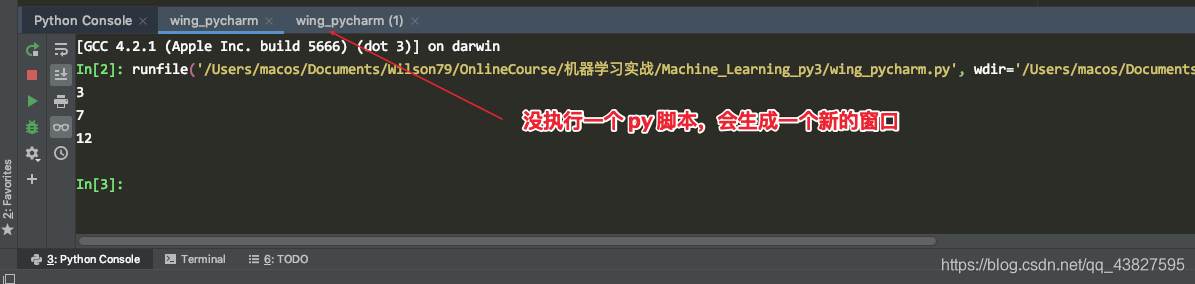 Python Console × wing_pycharm × wing_pycharm (1) ×
[GCC 4.2.1 (Apple Inc. build 5666) (dot 3)] on darwin
In[2]: runfile('/Users/macos/Documents/Wilson79/OnlineCourse/机器学习实战/Machine_Learning_py3/wing_pycharm.py', wdir='/Users/macos/Documents
3
7
没执行一个 py 脚本，会生成一个新的窗口
12
In[3]:
2: Favorites
3: Python Console Terminal 6: TODO
https://blog.csdn.net/qq_43827595